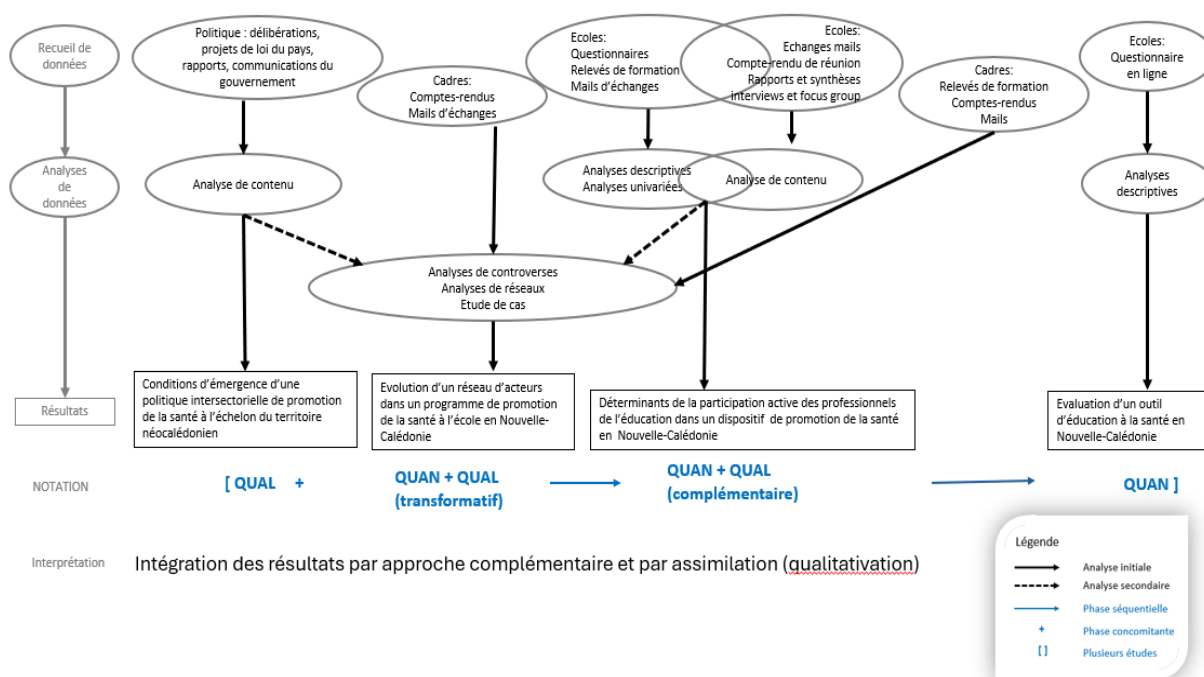 Recueil de
données
Politique : délibérations,
projets de loi du pays,
rapports, communications du
gouvernement
Cadres:
Comptes-rendus
Mails d'échanges
Ecoles:
Questionnaires
Relevés de formation
Mails d'échanges
Ecoles:
Echanges mails
Compte-rendu de réunion
Rapports et synthèses
interviews et focus group
Cadres:
Relevés de formation
Comptes-rendus
Mails
Ecoles:
Questionnaire
en ligne
Analyses
de
données
Analyse de contenu
Analyses descriptives
Analyses univariées
Analyse de contenu
Analyses
descriptives
Analyses de controverses
Analyses de réseaux
Etude de cas
Résultats
Conditions d'émergence d'une
politique intersectorielle de promotion
de la santé à l'échelon du territoire
néocalédonien
Evolution d'un réseau d'acteurs
dans un programme de promotion
de la santé à l'école en Nouvelle-
Calédonie
Déterminants de la participation active des professionnels
de l'éducation dans un dispositif de promotion de la santé
en Nouvelle-Calédonie
Evaluation d'un outil
d'éducation à la santé en
Nouvelle-Calédonie
NOTATION
[ QUAL +
QUAN + QUAL
(transformatif)
QUAN + QUAL
(complémentaire)
QUAN ]
Interprétation
Intégration des résultats par approche complémentaire et par assimilation (qualitativation)
Légende
Analyse initiale
Analyse secondaire
Phase séquentielle
+ Phase concomitante
[ ] Plusieurs études